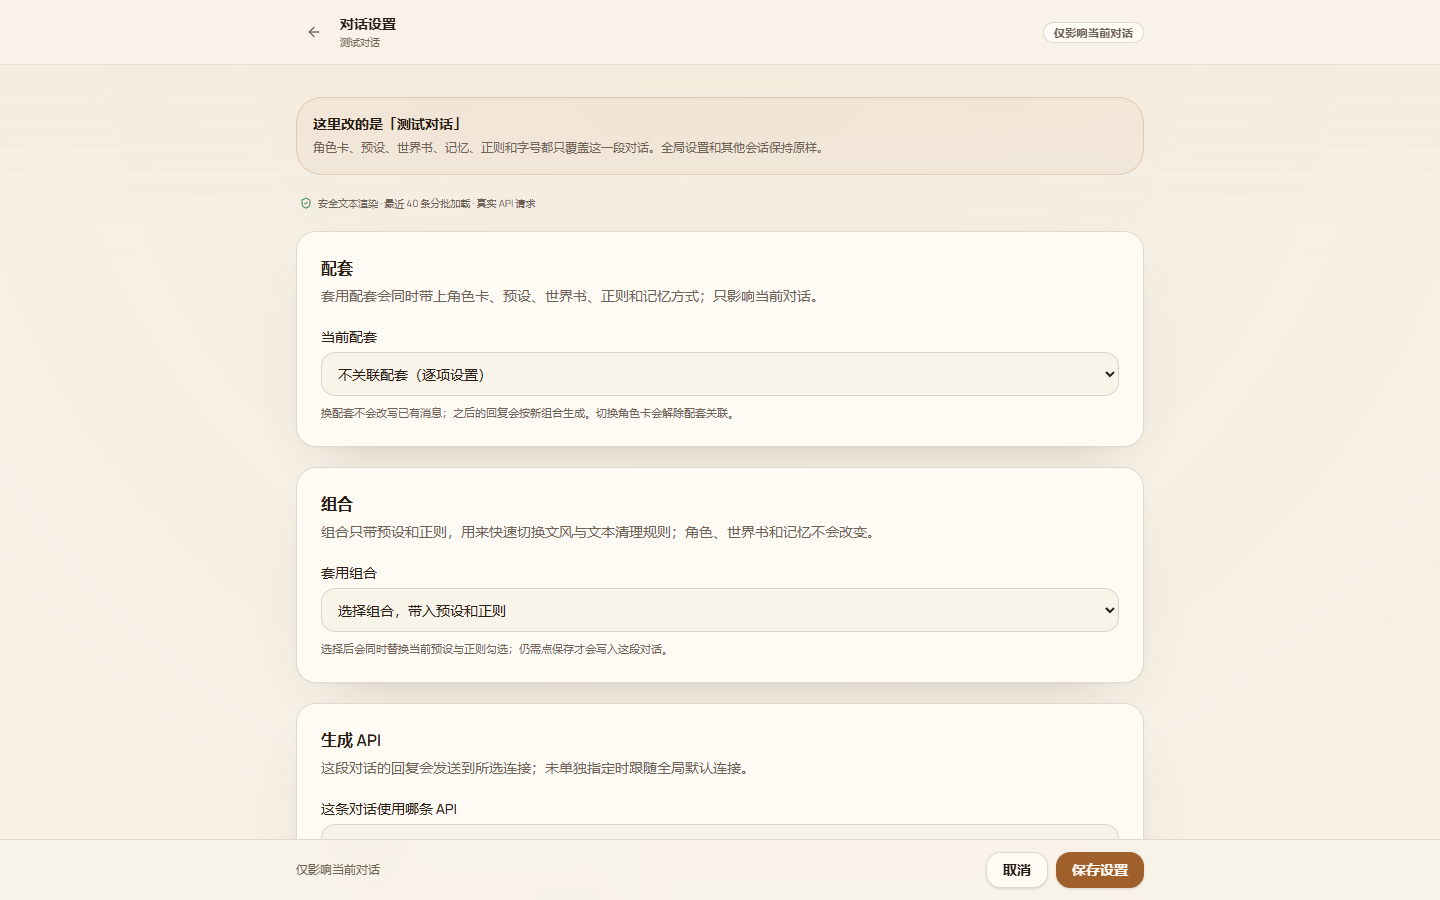 对话设置
测试对话
仅影响当前对话
这里改的是「测试对话」
角色卡、预设、世界书、记忆、正则和字号都只覆盖这一段对话。全局设置和其他会话保持原样。
安全文本渲染 · 最近 40 条分批加载 · 真实 API 请求
配套
套用配套会同时带上角色卡、预设、世界书、正则和记忆方式；只影响当前对话。
当前配套
不关联配套（逐项设置）
换配套不会改写已有消息；之后的回复会按新组合生成。切换角色卡会解除配套关联。
组合
组合只带预设和正则，用来快速切换文风与文本清理规则；角色、世界书和记忆不会改变。
套用组合
选择组合，带入预设和正则
选择后会同时替换当前预设与正则勾选；仍需点保存才会写入这段对话。
生成 API
这段对话的回复会发送到所选连接；未单独指定时跟随全局默认连接。
这条对话使用哪条 API
仅影响当前对话
取消
保存设置